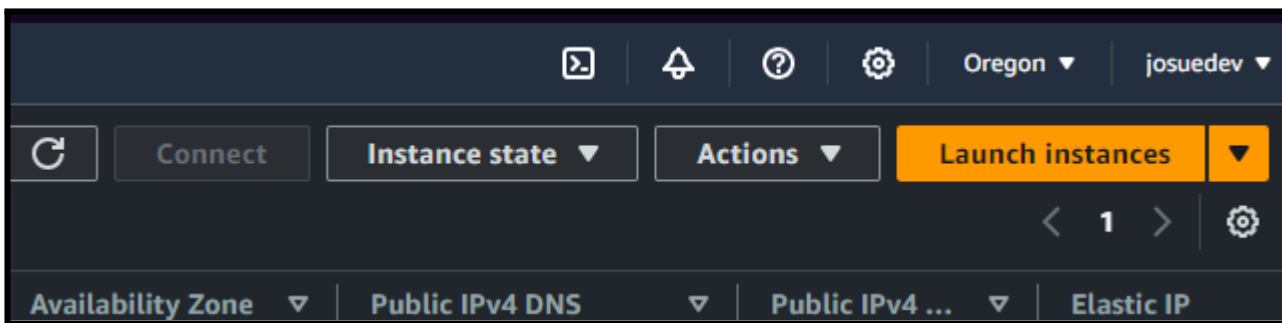 Oregon josuedev
Connect Instance state Actions Launch instances
1
Availability Zone Public IPv4 DNS Public IPv4 ... Elastic IP